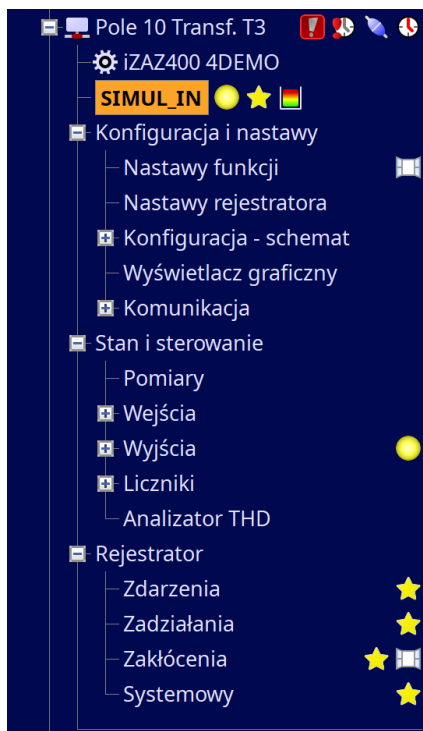 Pole 10 Transf. T3
iZAZ400 4DEMO
SIMUL_IN
Konfiguracja i nastawy
Nastawy funkcji
Nastawy rejestratora
Konfiguracja - schemat
Wyświetlacz graficzny
Komunikacja
Stan i sterowanie
Pomiary
Wejścia
Wyjścia
Liczniki
Analizator THD
Rejestrator
Zdarzenia
Zadziałania
Zakłócenia
Systemowy